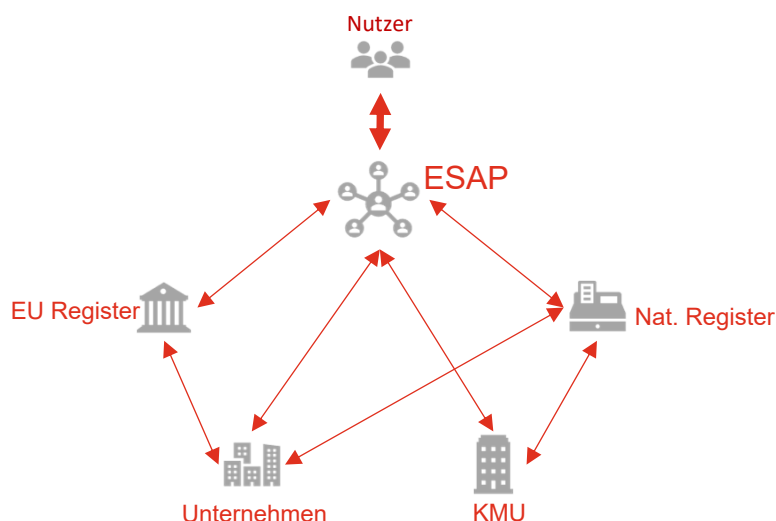 Nutzer
ESAP
EU Register
Nat. Register
Unternehmen
KMU